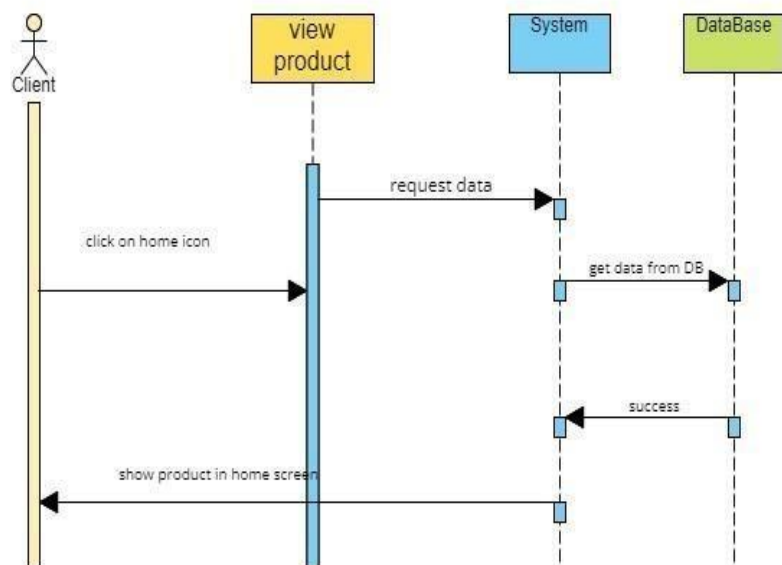 view
product
System
DataBase
Client
request data
click on home icon
get data from DB
success
show product in home screen